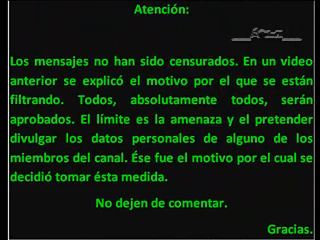 Atención:
Los mensajes no han sido censurados. En un video
anterior se explicó el motivo por el que se están
filtrando. Todos, absolutamente todos, serán
aprobados. El límite es la amenaza y el pretender
divulgar los datos personales de alguno de los
miembros del canal. Ése fue el motivo por el cual se
decidió tomar ésta medida.
No dejen de comentar.
Gracias.